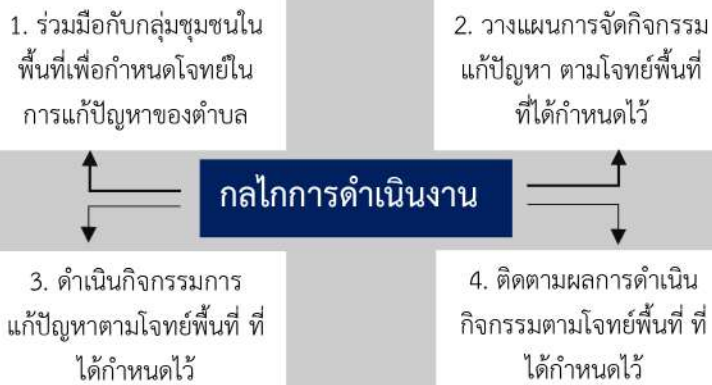 1. ร่วมมือกับกลุ่มชุมชนใน
พื้นที่เพื่อกำหนดโจทย์ใน
การแก้ปัญหาของตำบล
2. วางแผนการจัดกิจกรรม
แก้ปัญหา ตามโจทย์พื้นที่
ที่ได้กำหนดไว้
กลไกการดำเนินงาน
3. ดำเนินกิจกรรมการ
แก้ปัญหาตามโจทย์พื้นที่ ที่
ได้กำหนดไว้
4. ติดตามผลการดำเนิน
กิจกรรมตามโจทย์พื้นที่ ที่
ได้กำหนดไว้